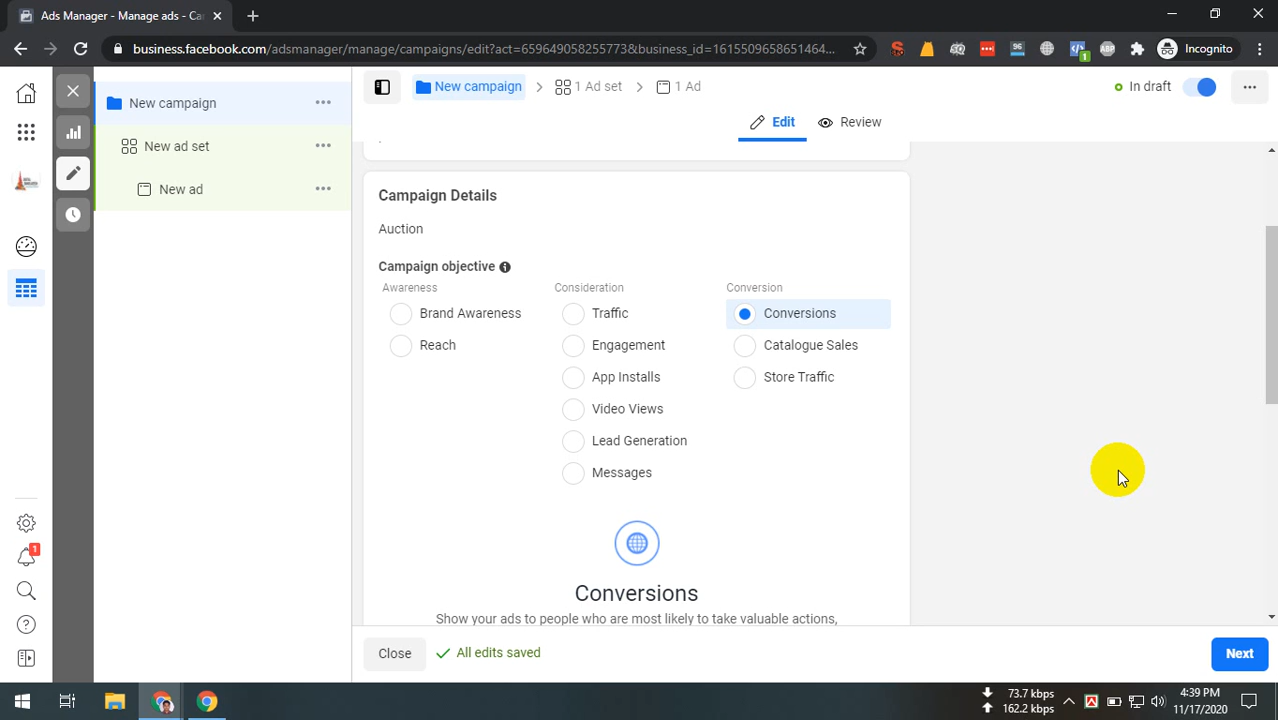 Ads Manager - Manage ads - Ca
Incognito
business.facebook.com/adsmanager/manage/campaigns/edit?act=659649058255773&business_id=1615509658651464...
96
1
ABP
New campaign
New ad set
New ad
New campaign
1 Ad set
1 Ad
In draft
Edit
Review
Campaign Details
Auction
Campaign objective
Awareness
Consideration
Conversion
Brand Awareness
Traffic
Conversions
Reach
Engagement
Catalogue Sales
App Installs
Store Traffic
Video Views
Lead Generation
Messages
Conversions
Show your ads to people who are most likely to take valuable actions,
1
Close
All edits saved
Next
73.7 kbps
162.2 kbps
4:39 PM
11/17/2020